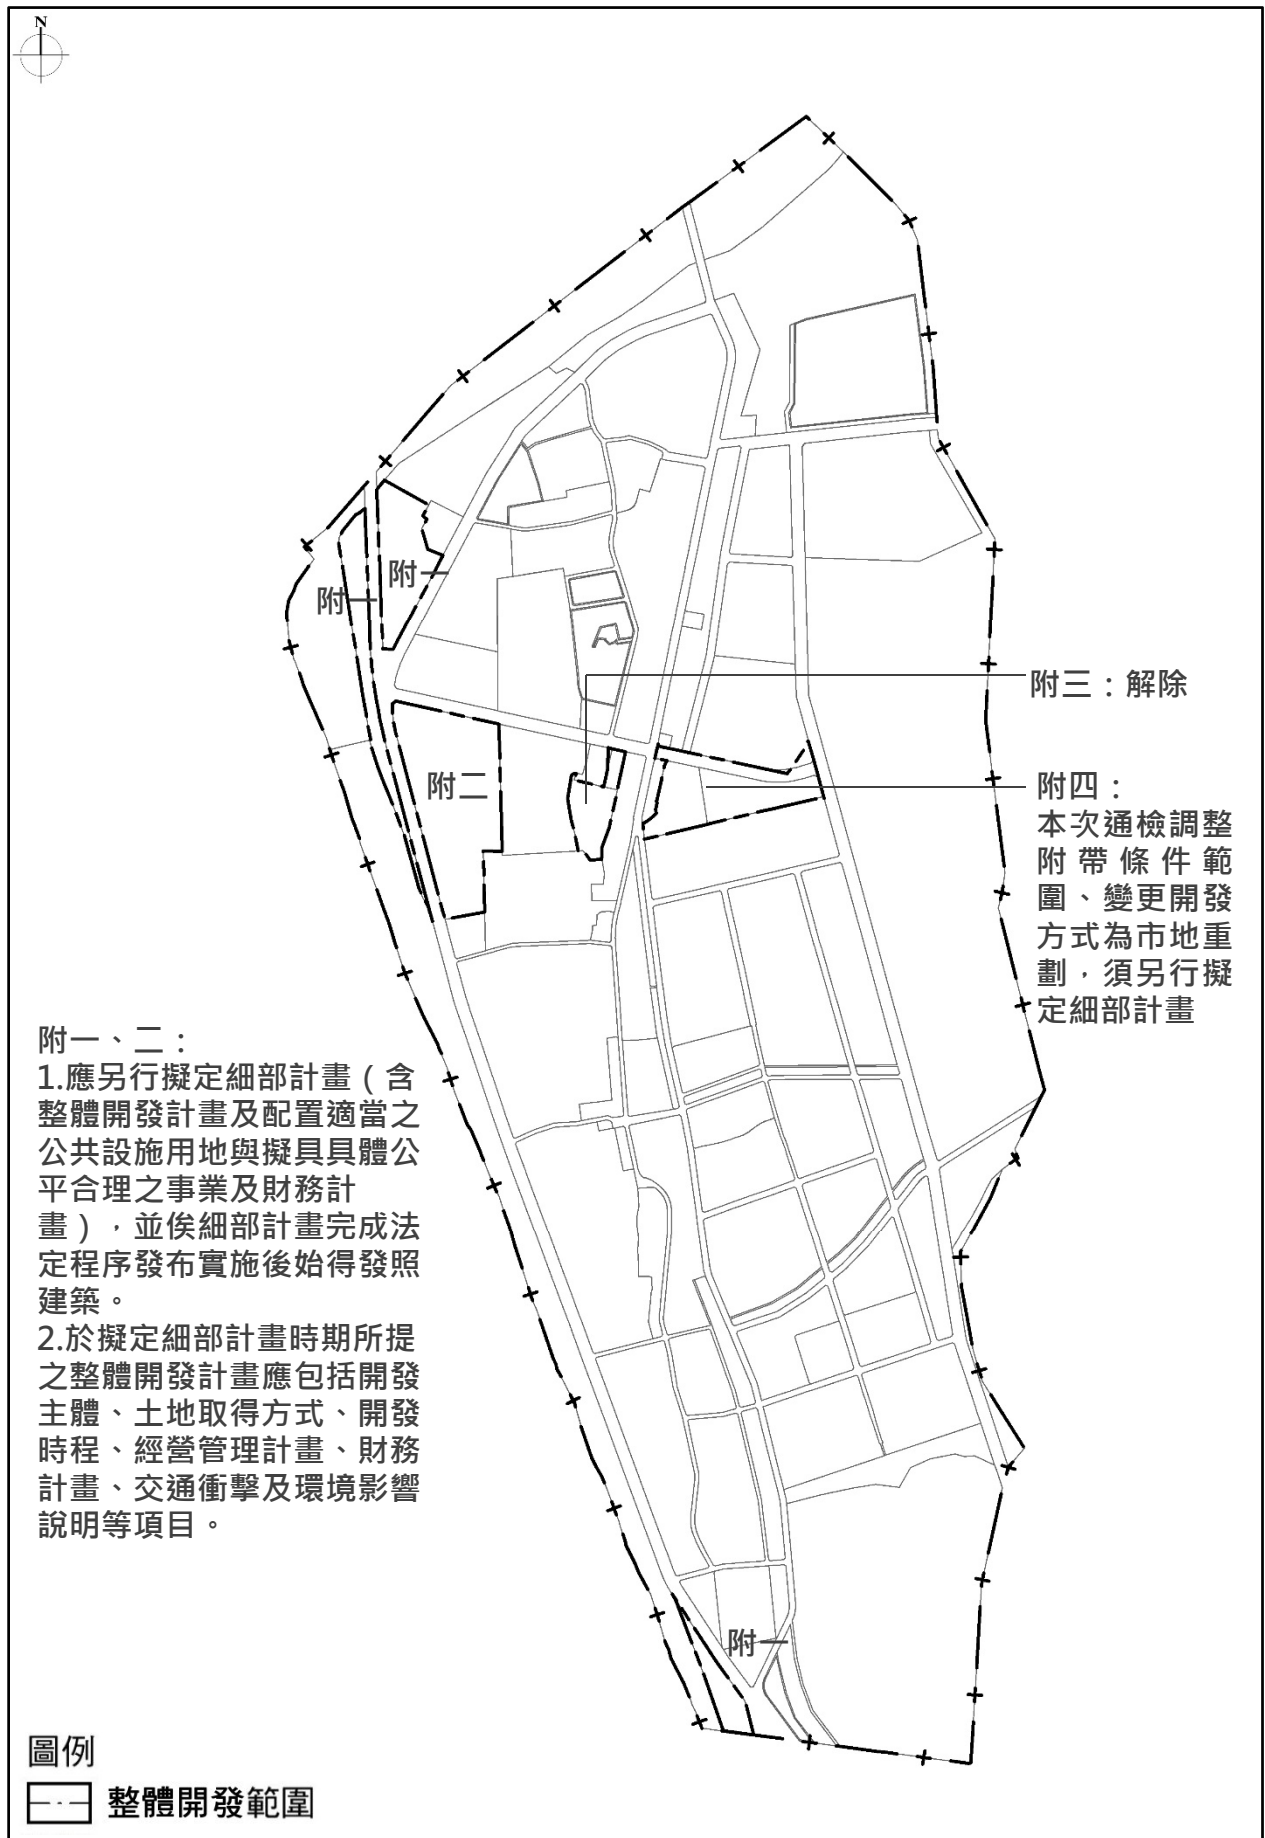 N
附一
附一
附三：解除
附二
附四：
本次通檢調整
附帶條件範
圍、變更開發
方式為市地重
劃，須另行擬
定細部計畫
附一、二：
1.應另行擬定細部計畫（含
整體開發計畫及配置適當之
公共設施用地與擬具具體公
平合理之事業及財務計
畫），並俟細部計畫完成法
定程序發布實施後始得發照
建築。
2.於擬定細部計畫時期所提
之整體開發計畫應包括開發
主體、土地取得方式、開發
時程、經營管理計畫、財務
計畫、交通衝擊及環境影響
說明等項目。
附一
圖例
整體開發範圍